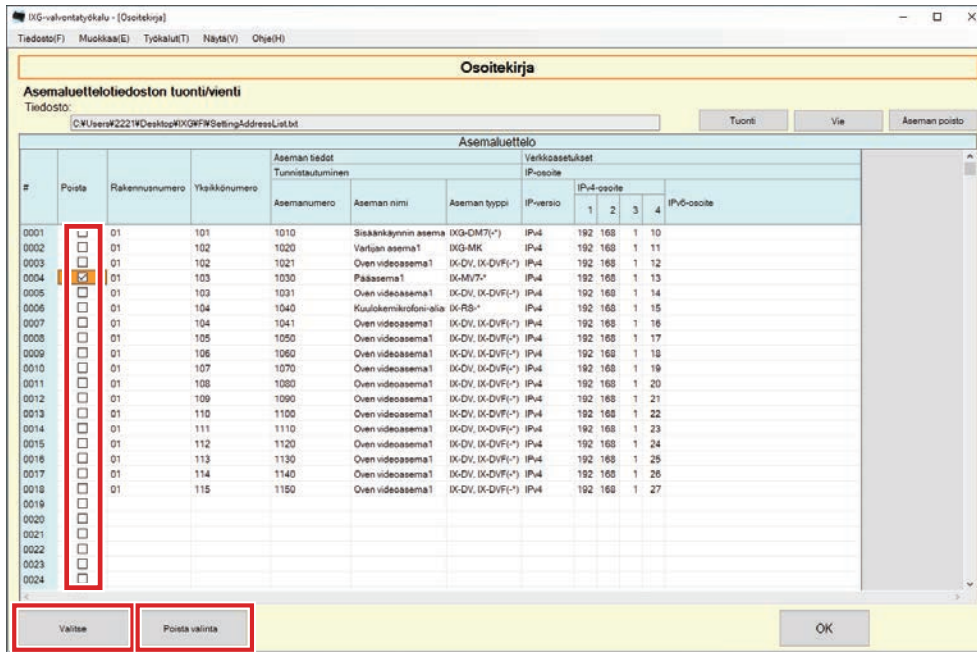 IXG-valvontatyökalu - [Osoitekirja]
Tiedosto(F) Muokkaa(E) Työkalut(T) Näytä(V) Ohje(H)
Osoitekirja
Asemaluettelotiedoston tuonti/vienti
Tiedosto:
C:¥Users¥2221¥Desktop¥IXG¥FI¥SettingAddressList.txt
Tuonti Vie Aseman poisto
Asemaluettelo
Aseman tiedot Verkkoasetukset
Tunnistautuminen IP-osoite
# Poista Rakennusnumero Yksikkönumero Asemanumero Aseman nimi Aseman tyyppi IP-versio IPv4-osoite IPv6-osoite
1 2 3 4
0001 01 101 1010 Sisäänkäynnin asema IXG-DM7(-*) IPv4 192 168 1 10
0002 01 102 1020 Vartijan asema1 IXG-MK IPv4 192 168 1 11
0003 01 102 1021 Oven videoasema1 IX-DV, IX-DVF(-*) IPv4 192 168 1 12
0004 01 103 1030 Pääasema1 IX-MV7-* IPv4 192 168 1 13
0005 01 103 1031 Oven videoasema1 IX-DV, IX-DVF(-*) IPv4 192 168 1 14
0006 01 104 1040 Kuulokemikrofoni-alia IX-RS-* IPv4 192 168 1 15
0007 01 104 1041 Oven videoasema1 IX-DV, IX-DVF(-*) IPv4 192 168 1 16
0008 01 105 1050 Oven videoasema1 IX-DV, IX-DVF(-*) IPv4 192 168 1 17
0009 01 106 1060 Oven videoasema1 IX-DV, IX-DVF(-*) IPv4 192 168 1 18
0010 01 107 1070 Oven videoasema1 IX-DV, IX-DVF(-*) IPv4 192 168 1 19
0011 01 108 1080 Oven videoasema1 IX-DV, IX-DVF(-*) IPv4 192 168 1 20
0012 01 109 1090 Oven videoasema1 IX-DV, IX-DVF(-*) IPv4 192 168 1 21
0013 01 110 1100 Oven videoasema1 IX-DV, IX-DVF(-*) IPv4 192 168 1 22
0014 01 111 1110 Oven videoasema1 IX-DV, IX-DVF(-*) IPv4 192 168 1 23
0015 01 112 1120 Oven videoasema1 IX-DV, IX-DVF(-*) IPv4 192 168 1 24
0016 01 113 1130 Oven videoasema1 IX-DV, IX-DVF(-*) IPv4 192 168 1 25
0017 01 114 1140 Oven videoasema1 IX-DV, IX-DVF(-*) IPv4 192 168 1 26
0018 01 115 1150 Oven videoasema1 IX-DV, IX-DVF(-*) IPv4 192 168 1 27
0019
0020
0021
0022
0023
0024
Valitse Poista valinta OK